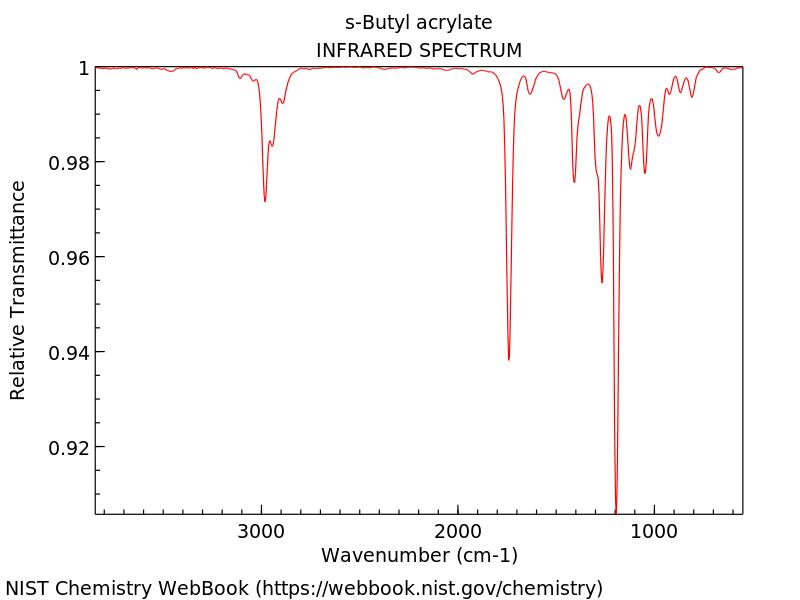 s-Butyl acrylate
INFRARED SPECTRUM
1
0.98
0.96
0.94
0.92
Relative Transmittance
3000 2000 1000
Wavenumber (cm-1)
NIST Chemistry WebBook (https://webbook.nist.gov/chemistry)